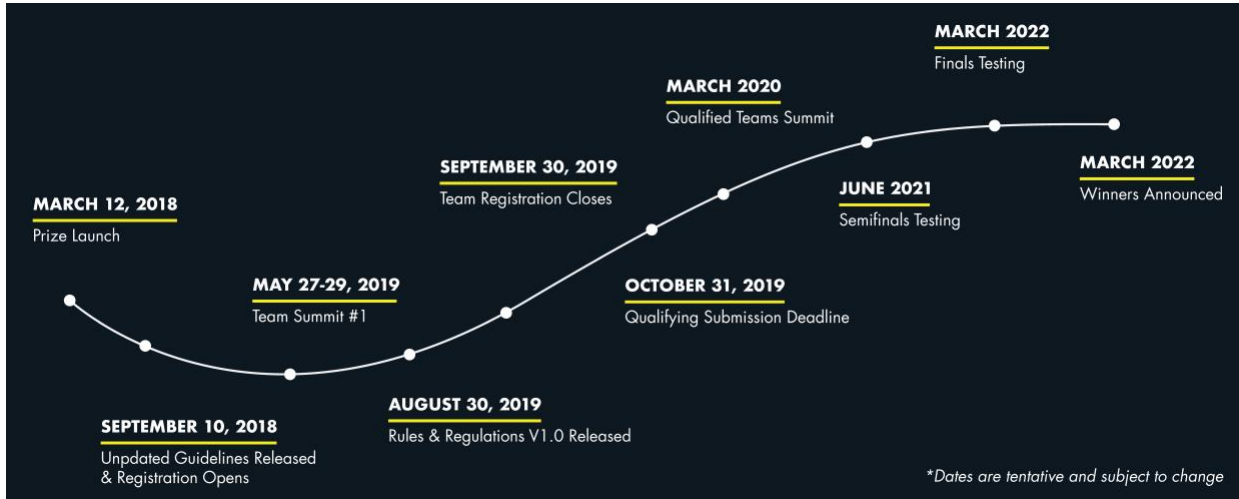 MARCH 12, 2018
Prize Launch
SEPTEMBER 10, 2018
Unpdated Guidelines Released
& Registration Opens
MAY 27-29, 2019
Team Summit #1
AUGUST 30, 2019
Rules & Regulations V1.0 Released
SEPTEMBER 30, 2019
Team Registration Closes
OCTOBER 31, 2019
Qualifying Submission Deadline
MARCH 2020
Qualified Teams Summit
JUNE 2021
Semifinals Testing
MARCH 2022
Finals Testing
MARCH 2022
Winners Announced
*Dates are tentative and subject to change